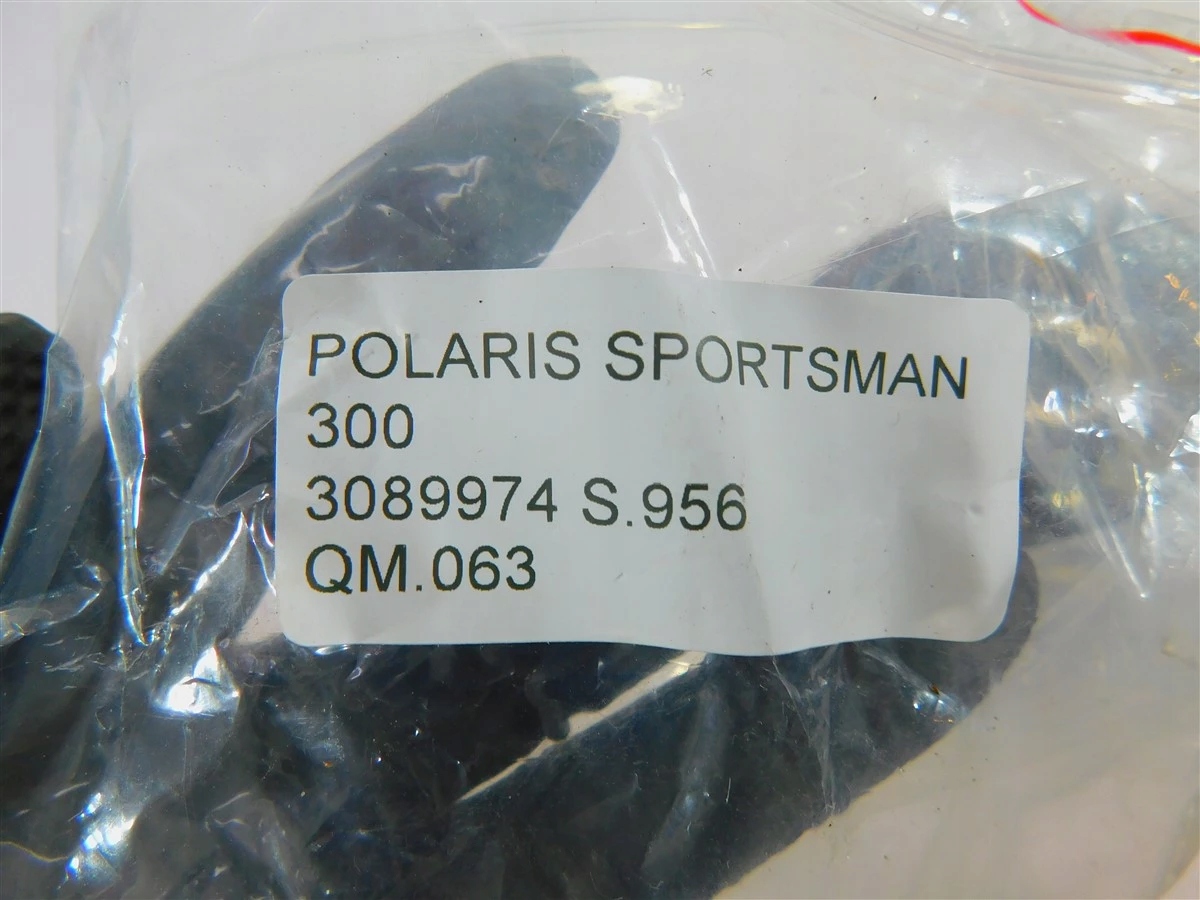 POLARIS SPORTSMAN
300
3089974 S.956
QM.063